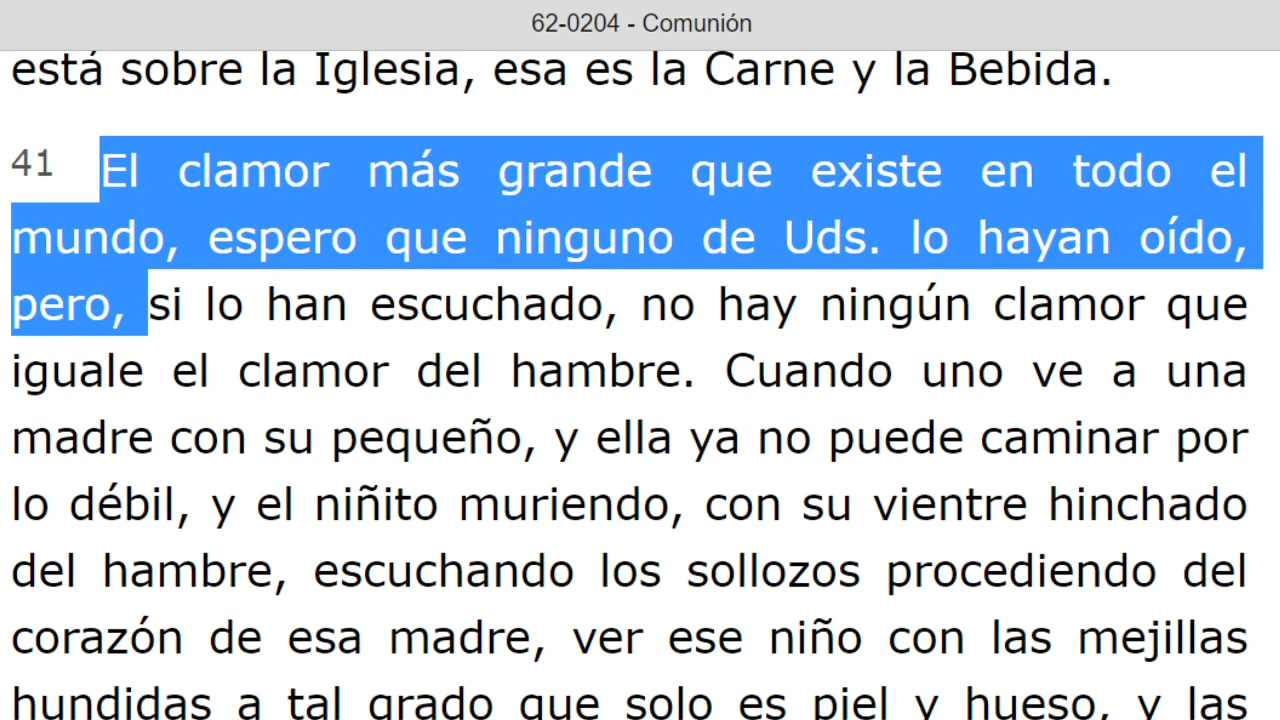 62-0204 - Comunión
está sobre la Iglesia, esa es la Carne y la Bebida.
41 El clamor más grande que existe en todo el
mundo, espero que ninguno de Uds. lo hayan oído,
pero, si lo han escuchado, no hay ningún clamor que
iguale el clamor del hambre. Cuando uno ve a una
madre con su pequeño, y ella ya no puede caminar por
lo débil, y el niñito muriendo, con su vientre hinchado
del hambre, escuchando los sollozos procediendo del
corazón de esa madre, ver ese niño con las mejillas
hundidas a tal grado que solo es piel y hueso, y las